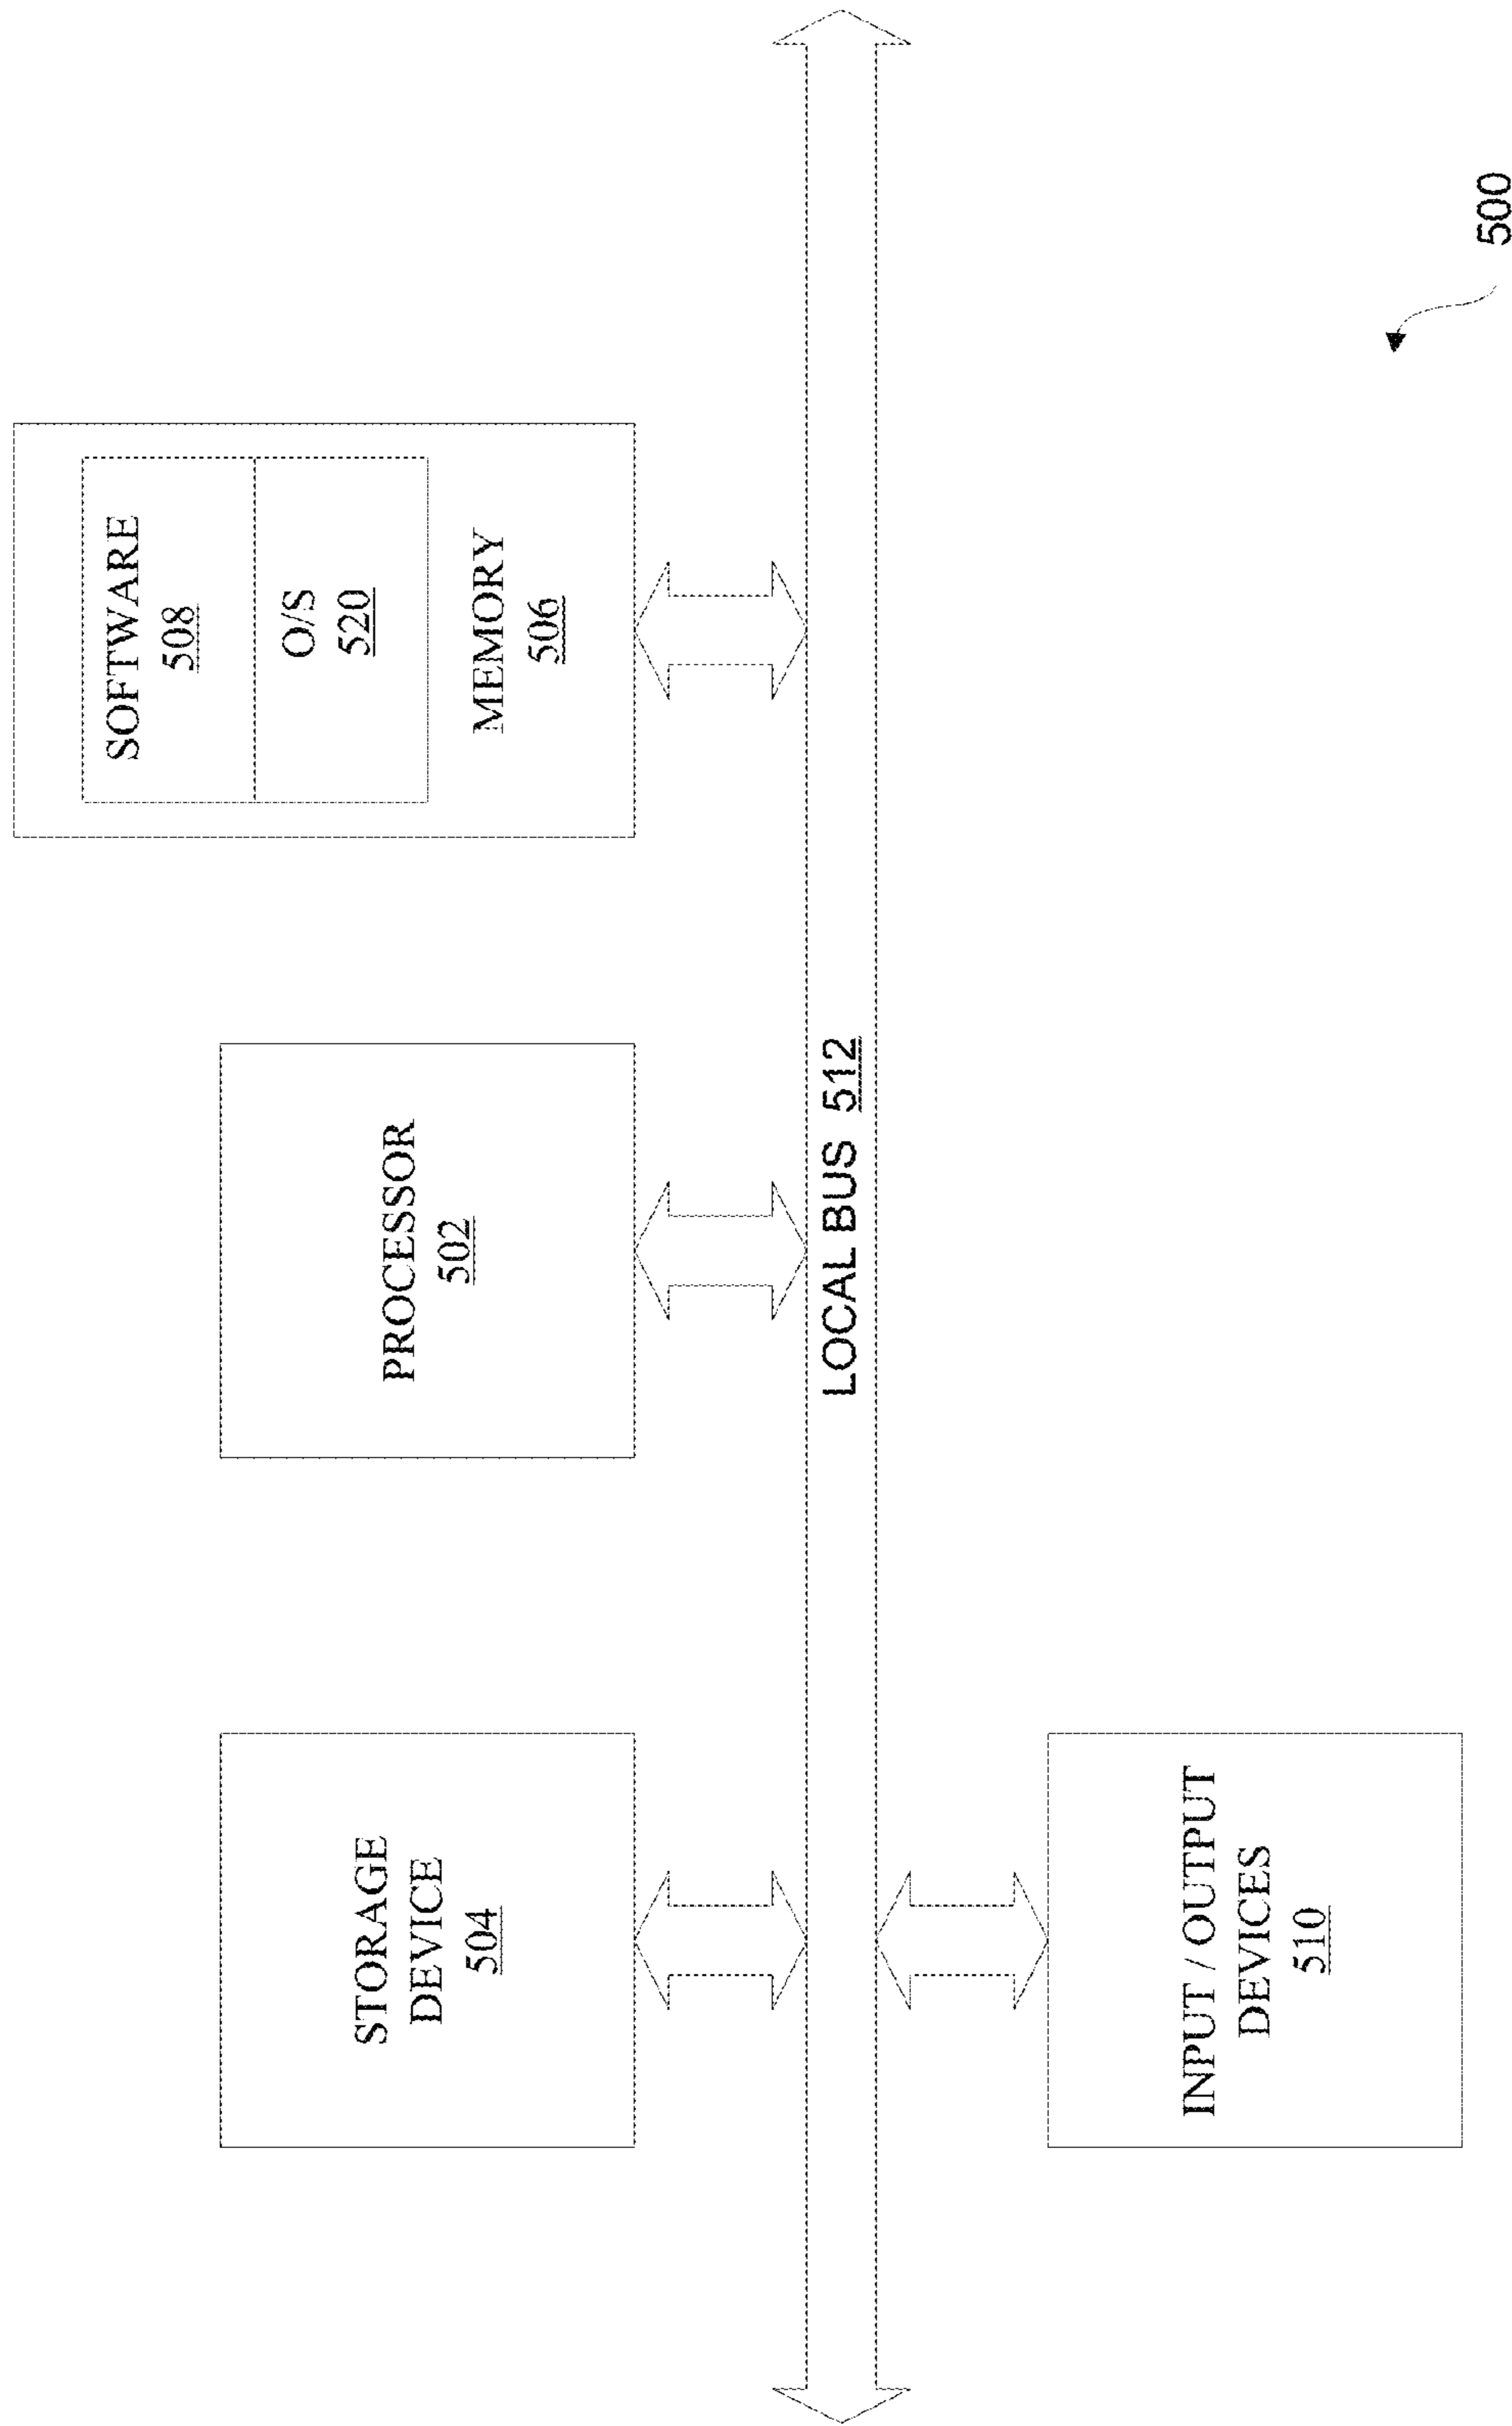 STORAGE
DEVICE
504
PROCESSOR
502
SOFTWARE
508
O/S
520
MEMORY
506
LOCAL BUS 512
INPUT / OUTPUT
DEVICES
510
500